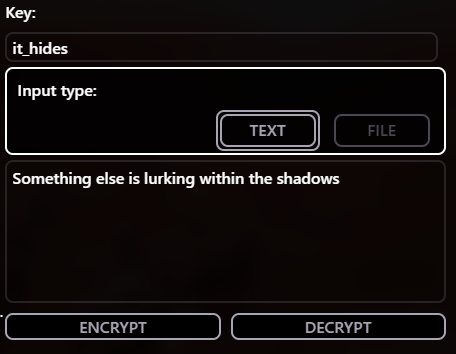 Key:
it_hides
Input type:
TEXT FILE
Something else is lurking within the shadows
ENCRYPT DECRYPT